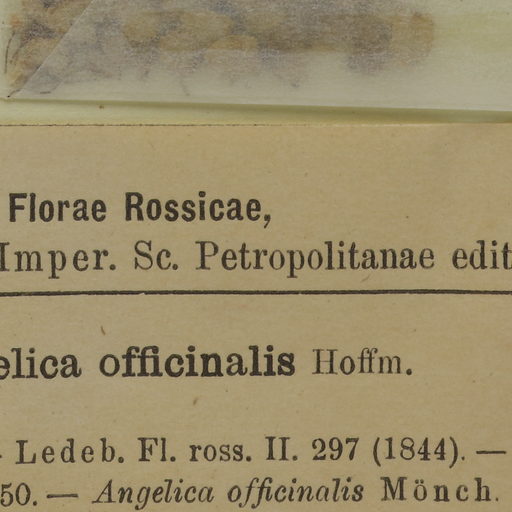 Florae Rossicae,
Imper. Sc. Petropolitanae edit
elica officinalis Hoffm.
- Ledeb. Fl. ross. II. 297 (1844). —
50. — Angelica officinalis Mönch.